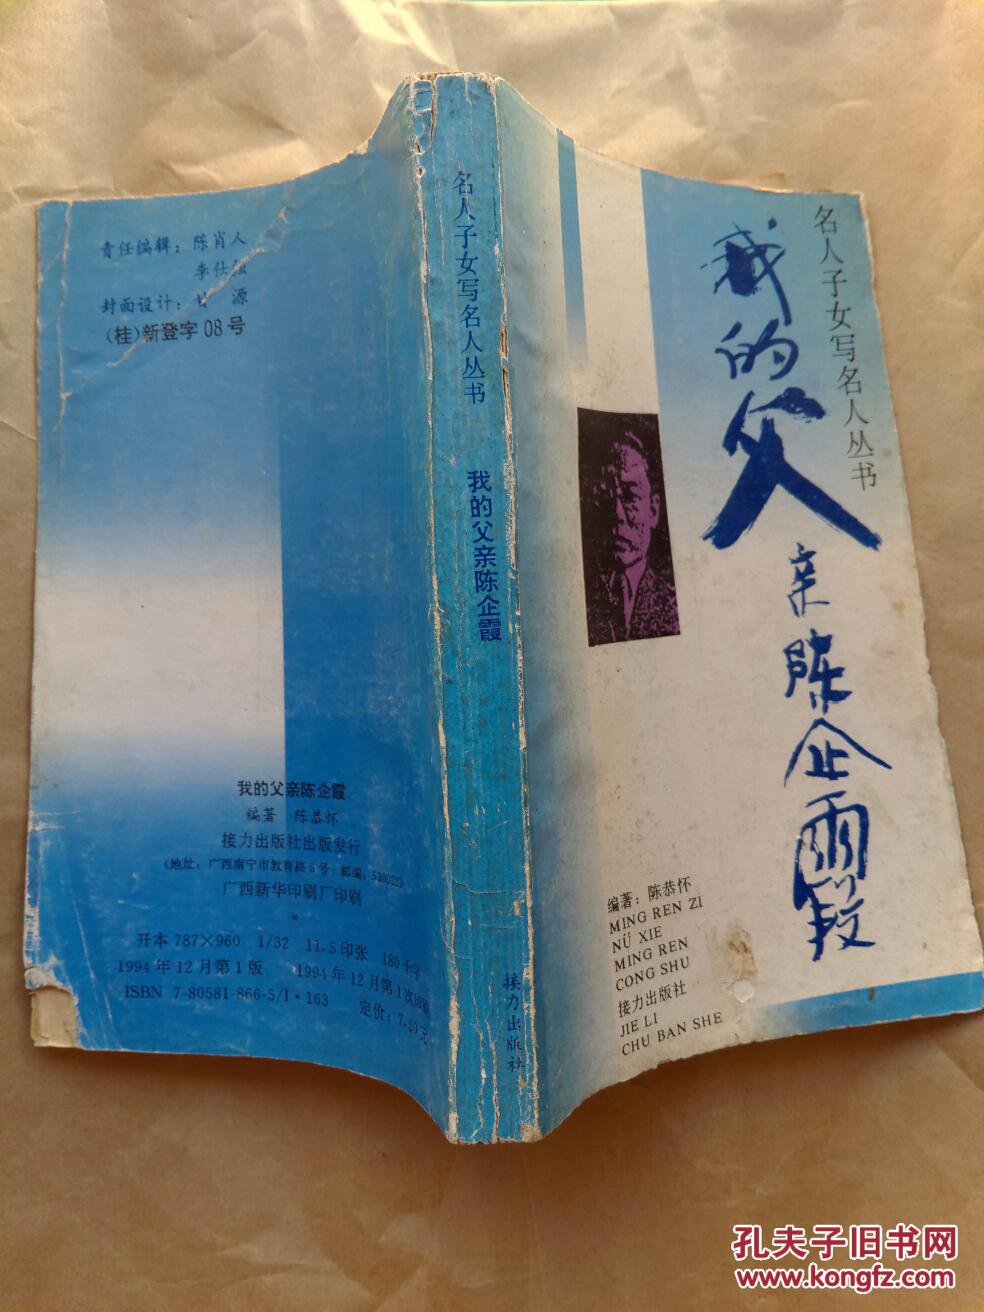 责任编辑：陈肖人
李仕强
封面设计：甘 源
(桂)新登字08号
我的父亲陈企霞
编著 陈恭怀
接力出版社出版发行
(地址：广西南宁市教育路5号 邮编：530022)
广西新华印刷厂印刷
*
开本787×960 1/32 11.5印张 180千字
1994年12月第1版 1994年12月第1次印刷
ISBN 7-80581-866-5/I·163
定价：7.50元
名人子女写名人丛书
我的父亲陈企霞
接力出版社
名人子女写名人丛书
我的父亲陈企霞
编著：陈恭怀
MING REN ZI
NÜ XIE
MING REN
CONG SHU
接力出版社
JIE LI
CHU BAN SHE
孔夫子旧书网
www.kongfz.com